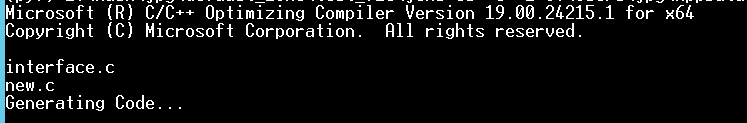 Microsoft (R) C/C++ Optimizing Compiler Version 19.00.24215.1 for x64
Copyright (C) Microsoft Corporation.  All rights reserved.

interface.c
new.c
Generating Code...